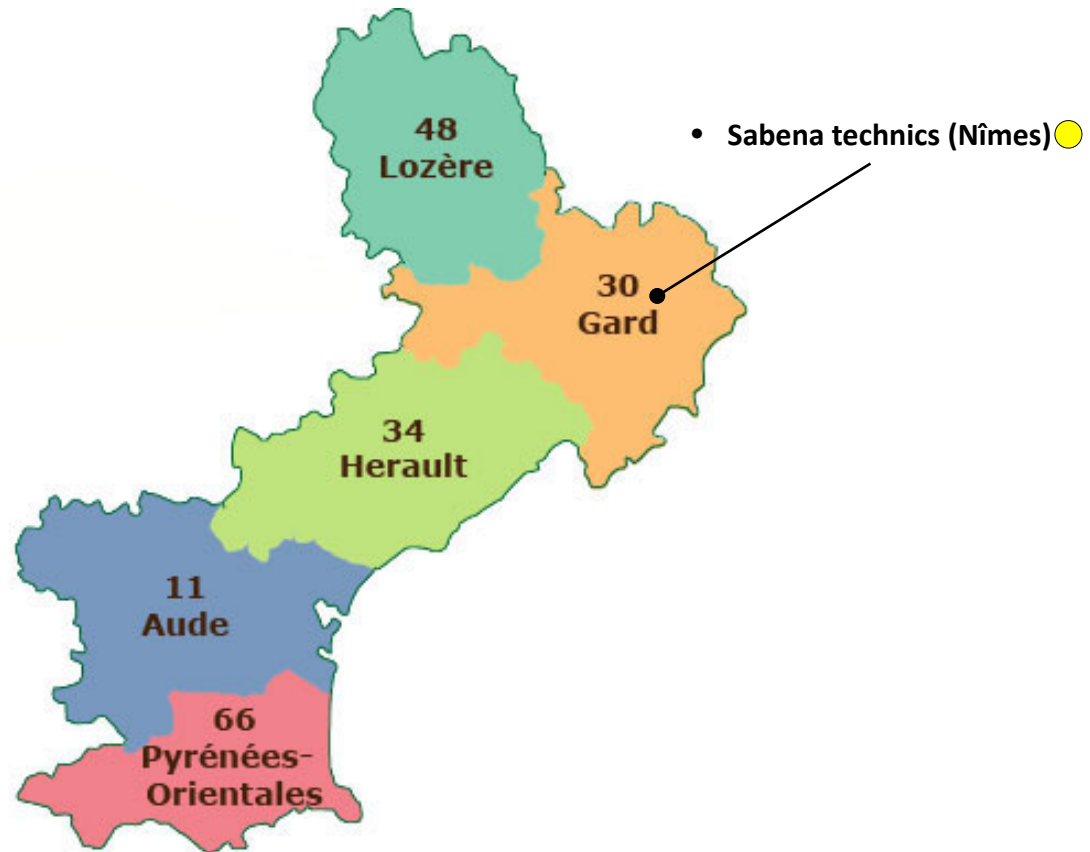 48
Lozère
• Sabena technics (Nîmes)
30
Gard
34
Herault
11
Aude
66
Pyrénées-
Orientales